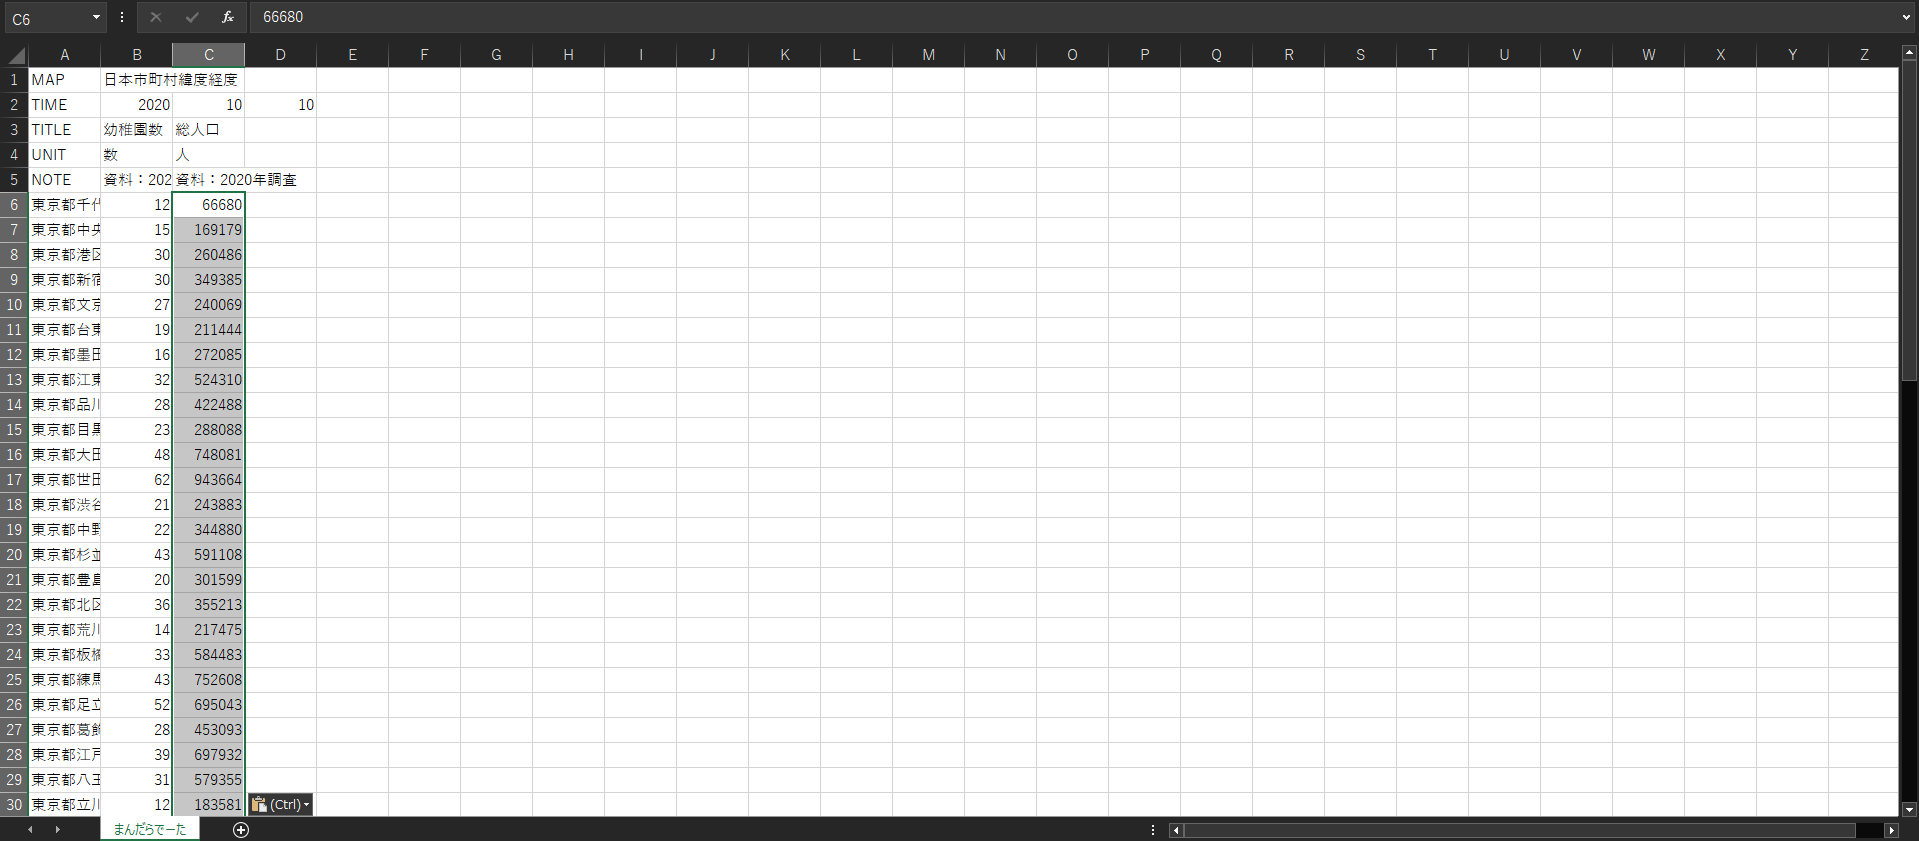 C6 fx 66680
A B C D E F G H I J K L M N O P Q R S T U V W X Y Z
1 MAP 日本市町村緯度経度
2 TIME 2020 10 10
3 TITLE 幼稚園数 総人口
4 UNIT 数 人
5 NOTE 資料：202 資料：2020年調査
6 東京都千代 12 66680
7 東京都中央 15 169179
8 東京都港区 30 260486
9 東京都新宿 30 349385
10 東京都文京 27 240069
11 東京都台東 19 211444
12 東京都墨田 16 272085
13 東京都江東 32 524310
14 東京都品川 28 422488
15 東京都目黒 23 288088
16 東京都大田 48 748081
17 東京都世田 62 943664
18 東京都渋谷 21 243883
19 東京都中野 22 344880
20 東京都杉並 43 591108
21 東京都豊島 20 301599
22 東京都北区 36 355213
23 東京都荒川 14 217475
24 東京都板橋 33 584483
25 東京都練馬 43 752608
26 東京都足立 52 695043
27 東京都葛飾 28 453093
28 東京都江戸 39 697932
29 東京都八王 31 579355
30 東京都立川 12 183581 (Ctrl)
まんだらでーた